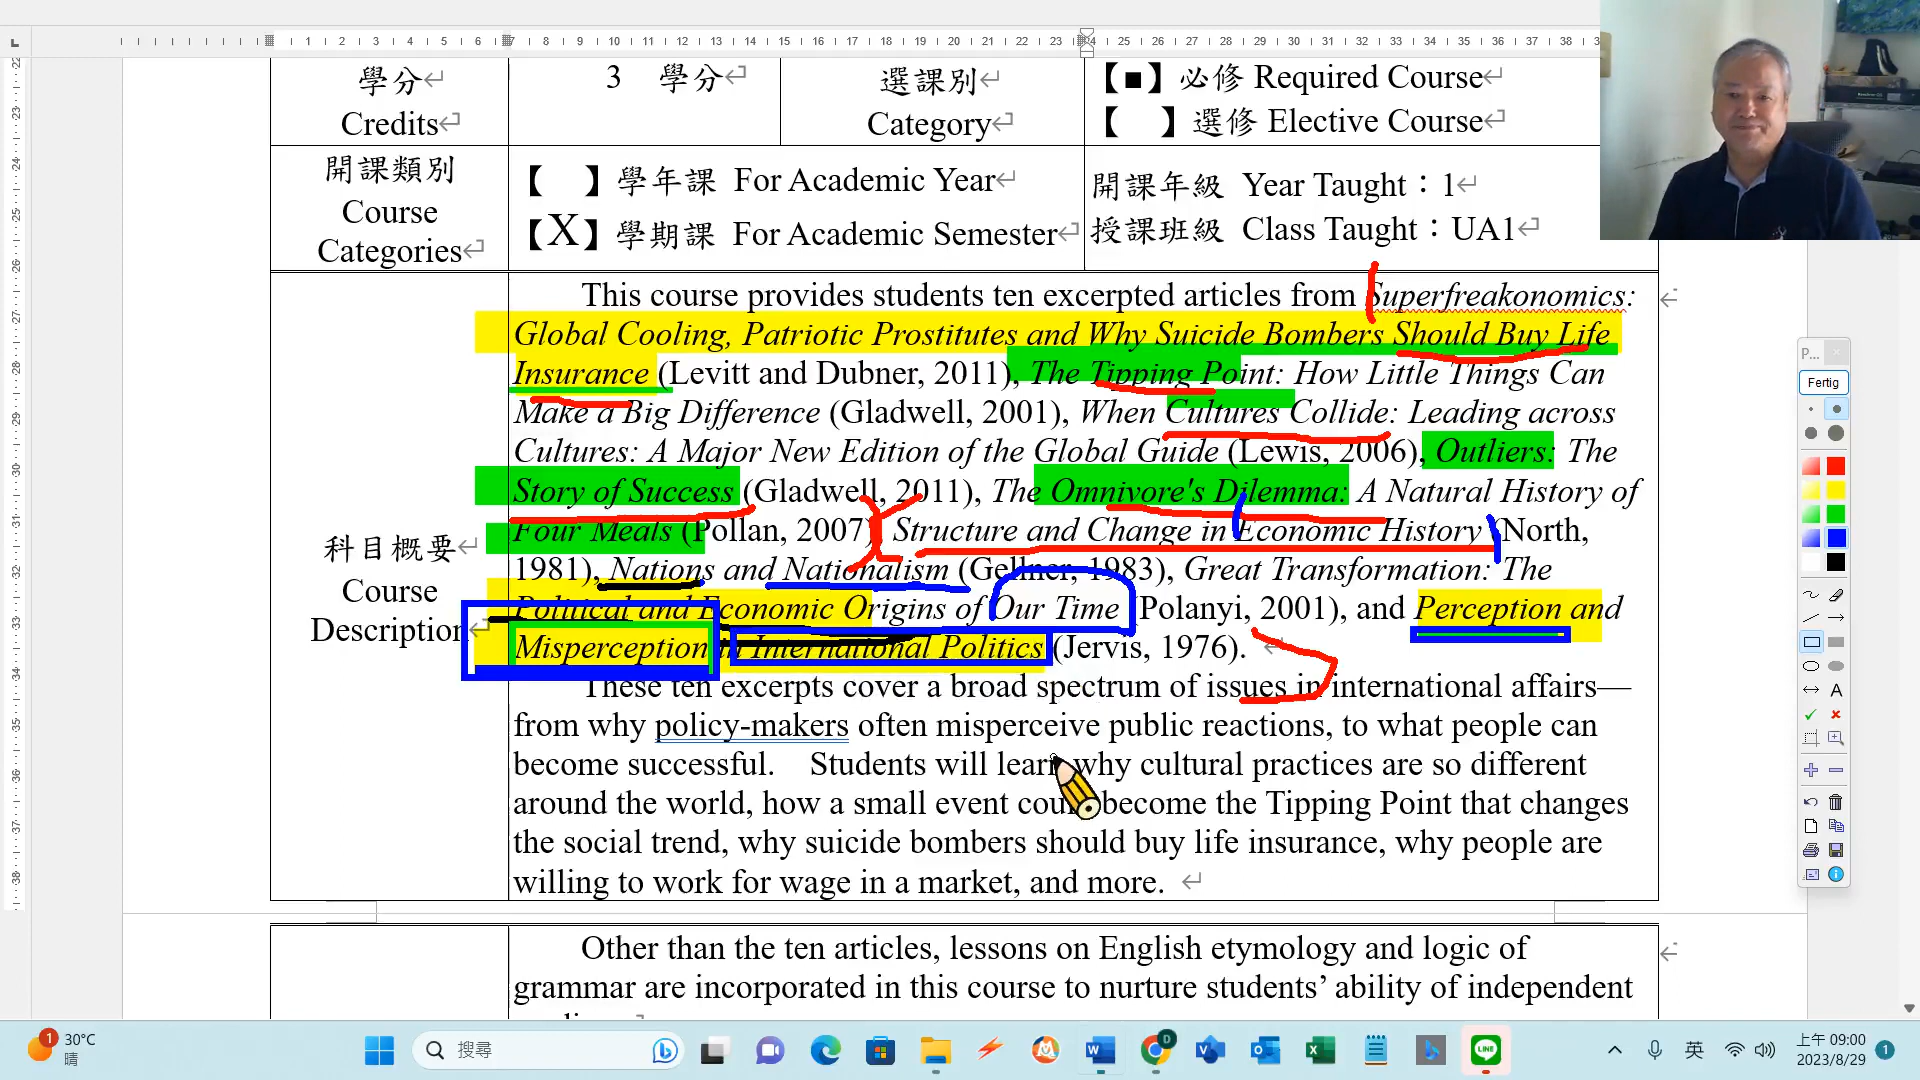 學分
Credits
3 學分
選課別
Category
【■】必修 Required Course
【 】選修 Elective Course
開課類別
Course
Categories
【 】學年課 For Academic Year
【X】學期課 For Academic Semester
開課年級 Year Taught：1
授課班級 Class Taught：UA1
科目概要
Course
Description
This course provides students ten excerpted articles from Superfreakonomics:
Global Cooling, Patriotic Prostitutes and Why Suicide Bombers Should Buy Life
Insurance (Levitt and Dubner, 2011), The Tipping Point: How Little Things Can
Make a Big Difference (Gladwell, 2001), When Cultures Collide: Leading across
Cultures: A Major New Edition of the Global Guide (Lewis, 2006), Outliers: The
Story of Success (Gladwell, 2011), The Omnivore's Dilemma: A Natural History of
Four Meals (Pollan, 2007), Structure and Change in Economic History (North,
1981), Nations and Nationalism (Gellner, 1983), Great Transformation: The
Political and Economic Origins of Our Time (Polanyi, 2001), and Perception and
Misperception in International Politics (Jervis, 1976).
These ten excerpts cover a broad spectrum of issues in international affairs—
from why policy-makers often misperceive public reactions, to what people can
become successful. Students will learn why cultural practices are so different
around the world, how a small event could become the Tipping Point that changes
the social trend, why suicide bombers should buy life insurance, why people are
willing to work for wage in a market, and more.
Other than the ten articles, lessons on English etymology and logic of
grammar are incorporated in this course to nurture students’ ability of independent
P...
Fertig
A
1
30°C
晴
搜尋
D
LINE
英
上午 09:00
2023/8/29
1